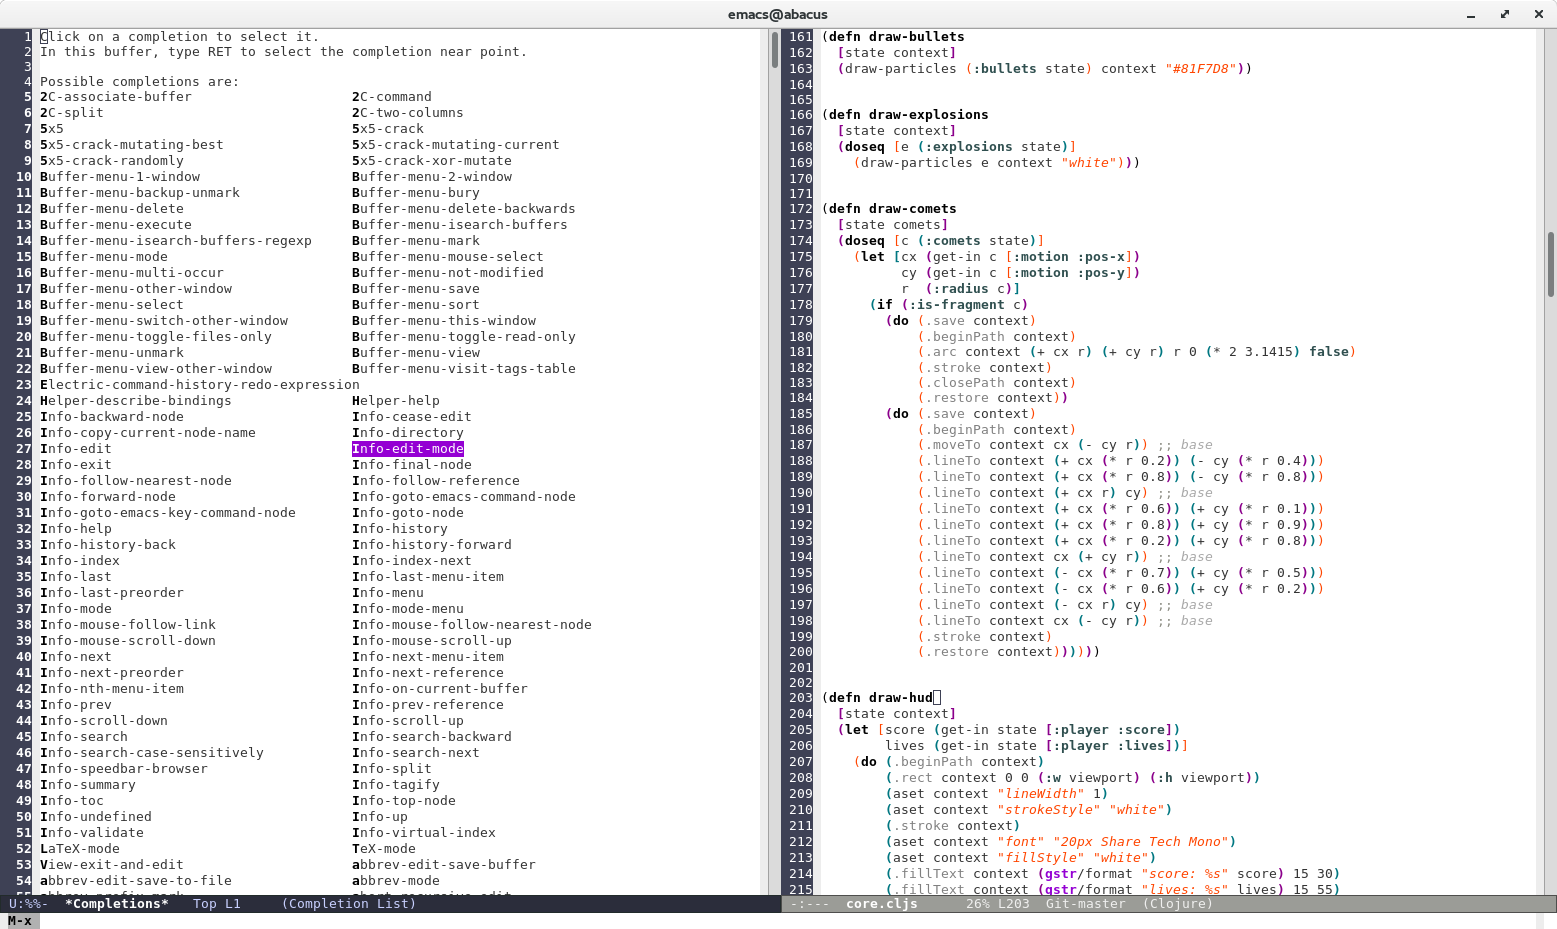 emacs@abacus
1 Click on a completion to select it.
2 In this buffer, type RET to select the completion near point.
3
4 Possible completions are:
5 2C-associate-buffer 2C-command
6 2C-split 2C-two-columns
7 5x5 5x5-crack
8 5x5-crack-mutating-best 5x5-crack-mutating-current
9 5x5-crack-randomly 5x5-crack-xor-mutate
10 Buffer-menu-1-window Buffer-menu-2-window
11 Buffer-menu-backup-unmark Buffer-menu-bury
12 Buffer-menu-delete Buffer-menu-delete-backwards
13 Buffer-menu-execute Buffer-menu-isearch-buffers
14 Buffer-menu-isearch-buffers-regexp Buffer-menu-mark
15 Buffer-menu-mode Buffer-menu-mouse-select
16 Buffer-menu-multi-occur Buffer-menu-not-modified
17 Buffer-menu-other-window Buffer-menu-save
18 Buffer-menu-select Buffer-menu-sort
19 Buffer-menu-switch-other-window Buffer-menu-this-window
20 Buffer-menu-toggle-files-only Buffer-menu-toggle-read-only
21 Buffer-menu-unmark Buffer-menu-view
22 Buffer-menu-view-other-window Buffer-menu-visit-tags-table
23 Electric-command-history-redo-expression
24 Helper-describe-bindings Helper-help
25 Info-backward-node Info-cease-edit
26 Info-copy-current-node-name Info-directory
27 Info-edit Info-edit-mode
28 Info-exit Info-final-node
29 Info-follow-nearest-node Info-follow-reference
30 Info-forward-node Info-goto-emacs-command-node
31 Info-goto-emacs-key-command-node Info-goto-node
32 Info-help Info-history
33 Info-history-back Info-history-forward
34 Info-index Info-index-next
35 Info-last Info-last-menu-item
36 Info-last-preorder Info-menu
37 Info-mode Info-mode-menu
38 Info-mouse-follow-link Info-mouse-follow-nearest-node
39 Info-mouse-scroll-down Info-mouse-scroll-up
40 Info-next Info-next-menu-item
41 Info-next-preorder Info-next-reference
42 Info-nth-menu-item Info-on-current-buffer
43 Info-prev Info-prev-reference
44 Info-scroll-down Info-scroll-up
45 Info-search Info-search-backward
46 Info-search-case-sensitively Info-search-next
47 Info-speedbar-browser Info-split
48 Info-summary Info-tagify
49 Info-toc Info-top-node
50 Info-undefined Info-up
51 Info-validate Info-virtual-index
52 LaTeX-mode TeX-mode
53 View-exit-and-edit abbrev-edit-save-buffer
54 abbrev-edit-save-to-file abbrev-mode
U:%%- *Completions* Top L1 (Completion List)
M-x
161 (defn draw-bullets
162 [state context]
163 (draw-particles (:bullets state) context "#81F7D8"))
164
165
166 (defn draw-explosions
167 [state context]
168 (doseq [e (:explosions state)]
169 (draw-particles e context "white")))
170
171
172 (defn draw-comets
173 [state comets]
174 (doseq [c (:comets state)]
175 (let [cx (get-in c [:motion :pos-x])
176 cy (get-in c [:motion :pos-y])
177 r (:radius c)]
178 (if (:is-fragment c)
179 (do (.save context)
180 (.beginPath context)
181 (.arc context (+ cx r) (+ cy r) r 0 (* 2 3.1415) false)
182 (.stroke context)
183 (.closePath context)
184 (.restore context))
185 (do (.save context)
186 (.beginPath context)
187 (.moveTo context cx (- cy r)) ;; base
188 (.lineTo context (+ cx (* r 0.2)) (- cy (* r 0.4)))
189 (.lineTo context (+ cx (* r 0.8)) (- cy (* r 0.8)))
190 (.lineTo context (+ cx r) cy) ;; base
191 (.lineTo context (+ cx (* r 0.6)) (+ cy (* r 0.1)))
192 (.lineTo context (+ cx (* r 0.8)) (+ cy (* r 0.9)))
193 (.lineTo context (+ cx (* r 0.2)) (+ cy (* r 0.8)))
194 (.lineTo context cx (+ cy r)) ;; base
195 (.lineTo context (- cx (* r 0.7)) (+ cy (* r 0.5)))
196 (.lineTo context (- cx (* r 0.6)) (+ cy (* r 0.2)))
197 (.lineTo context (- cx r) cy) ;; base
198 (.lineTo context cx (- cy r)) ;; base
199 (.stroke context)
200 (.restore context))))))
201
202
203 (defn draw-hud
204 [state context]
205 (let [score (get-in state [:player :score])
206 lives (get-in state [:player :lives])]
207 (do (.beginPath context)
208 (.rect context 0 0 (:w viewport) (:h viewport))
209 (aset context "lineWidth" 1)
210 (aset context "strokeStyle" "white")
211 (.stroke context)
212 (aset context "font" "20px Share Tech Mono")
213 (aset context "fillStyle" "white")
214 (.fillText context (gstr/format "score: %s" score) 15 30)
215 (.fillText context (gstr/format "lives: %s" lives) 15 55)
-:--- core.cljs 26% L203 Git-master (Clojure)